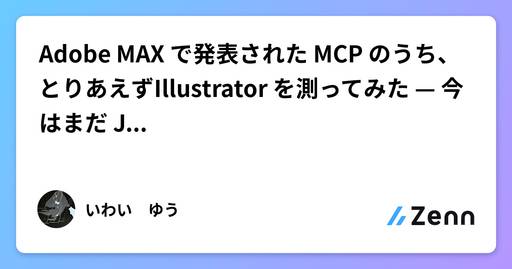 Adobe MAX で発表された MCP のうち、
とりあえずIllustrator を測ってみた — 今
はまだ J...
いわい　ゆう
Zenn